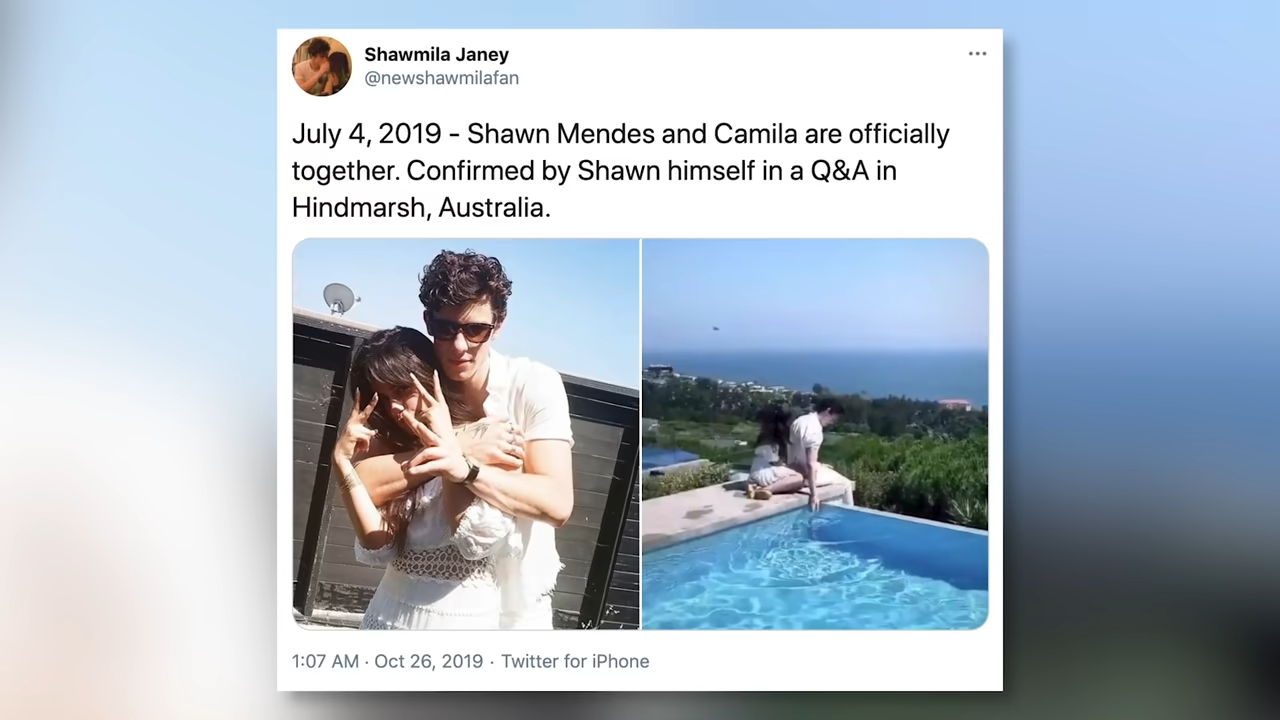 Shawmila Janey
@newshawmilafan
July 4, 2019 - Shawn Mendes and Camila are officially
together. Confirmed by Shawn himself in a Q&A in
Hindmarsh, Australia.
1:07 AM · Oct 26, 2019 · Twitter for iPhone